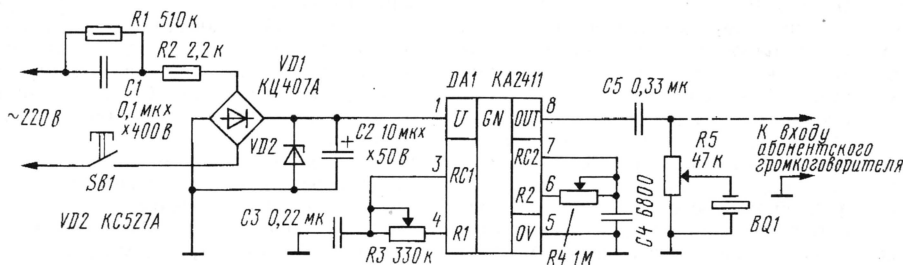 R1 510 к
R2 2,2 к
VD1
КЦ407А
C1
0,1 мк×
×400 В
~220 В
SB1
VD2 КС527А
VD2
C2 10 мк×
×50 В
C3 0,22 мк
R3 330 к
DA1 КА2411
1
3
4
U
RC1
R1
GN
OUT
RC2
R2
0V
8
7
6
5
R4 1М
C4 6800
C5 0,33 мк
R5
47 к
BQ1
К входу
абонентского
громкоговорителя